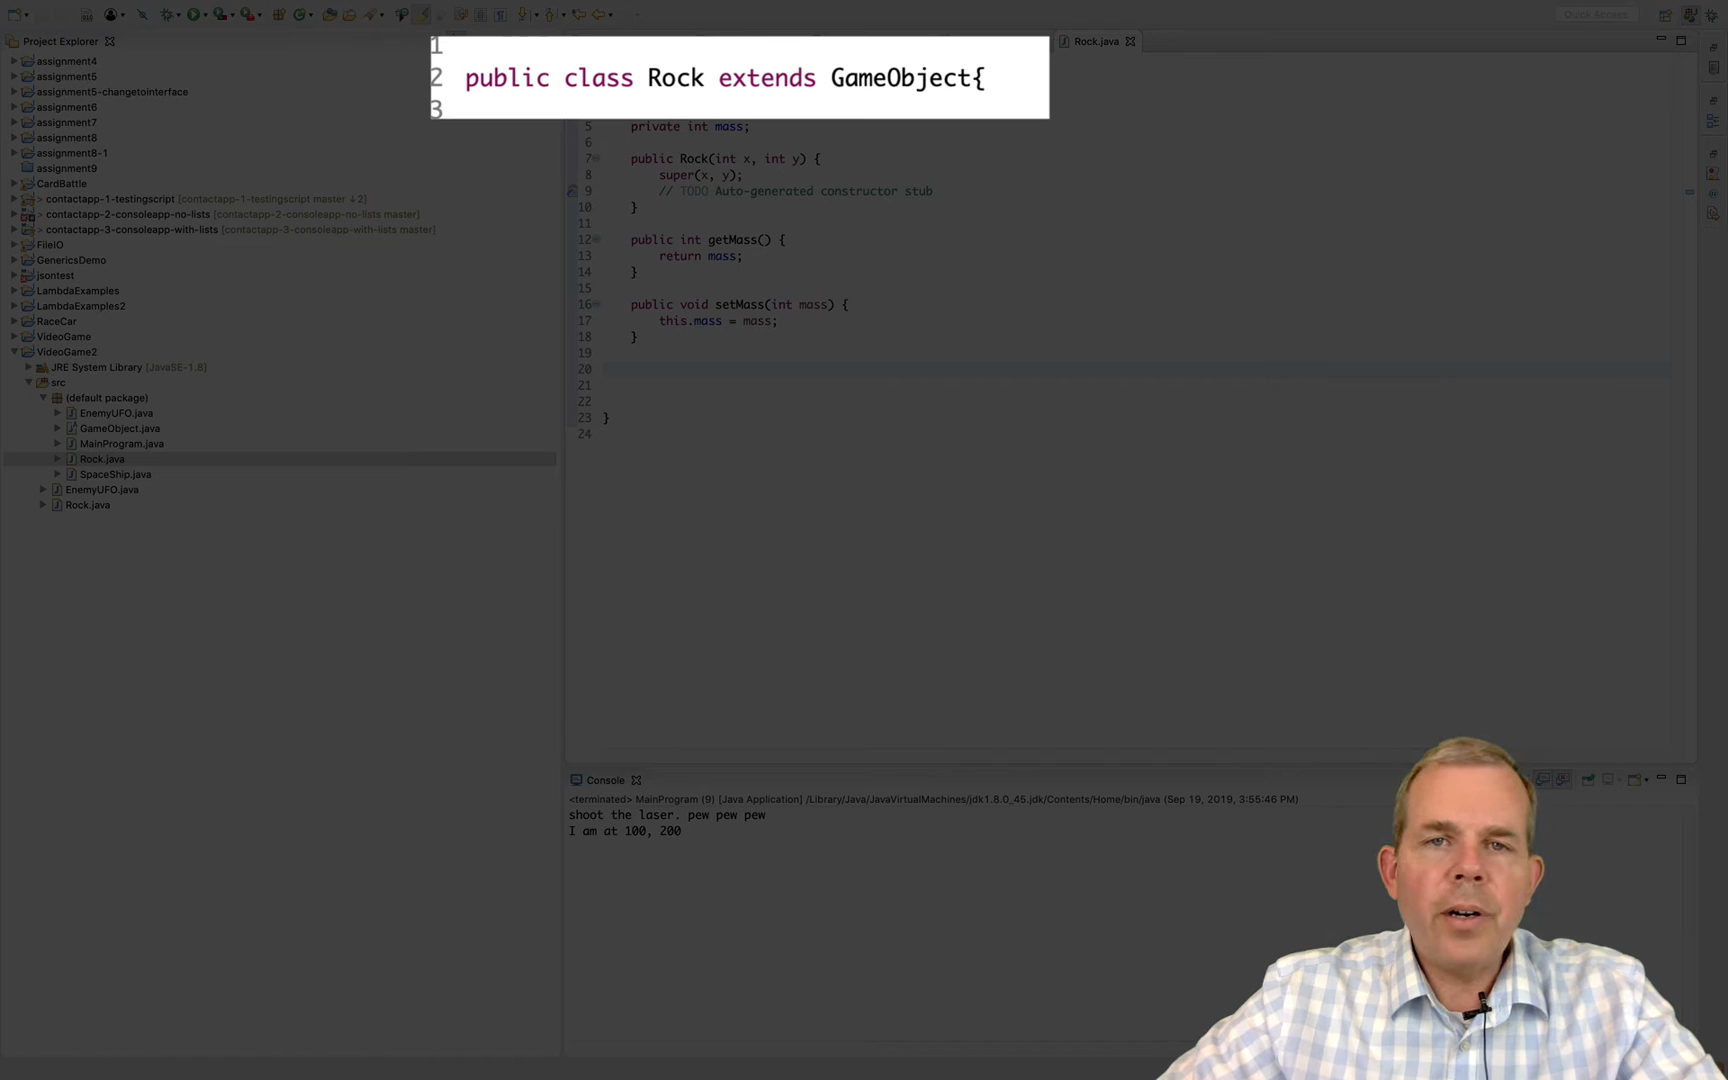 Quick Access
Project Explorer
assignment4
assignment5
assignment5-changetointerface
assignment6
assignment7
assignment8
assignment8-1
assignment9
CardBattle
> contactapp-1-testingscript [contactapp-1-testingscript master ↓2]
> contactapp-2-consoleapp-no-lists [contactapp-2-consoleapp-no-lists master]
> contactapp-3-consoleapp-with-lists [contactapp-3-consoleapp-with-lists master]
FileIO
GenericsDemo
jsontest
LambdaExamples
LambdaExamples2
RaceCar
VideoGame
VideoGame2
JRE System Library [JavaSE-1.8]
src
(default package)
EnemyUFO.java
GameObject.java
MainProgram.java
Rock.java
SpaceShip.java
EnemyUFO.java
Rock.java
Rock.java
1
2 public class Rock extends GameObject{
3
5 private int mass;
6
7 public Rock(int x, int y) {
8 super(x, y);
9 // TODO Auto-generated constructor stub
10 }
11
12 public int getMass() {
13 return mass;
14 }
15
16 public void setMass(int mass) {
17 this.mass = mass;
18 }
19
20
21
22
23 }
24
Console
<terminated> MainProgram (9) [Java Application] /Library/Java/JavaVirtualMachines/jdk1.8.0_45.jdk/Contents/Home/bin/java (Sep 19, 2019, 3:55:46 PM)
shoot the laser. pew pew pew
I am at 100, 200